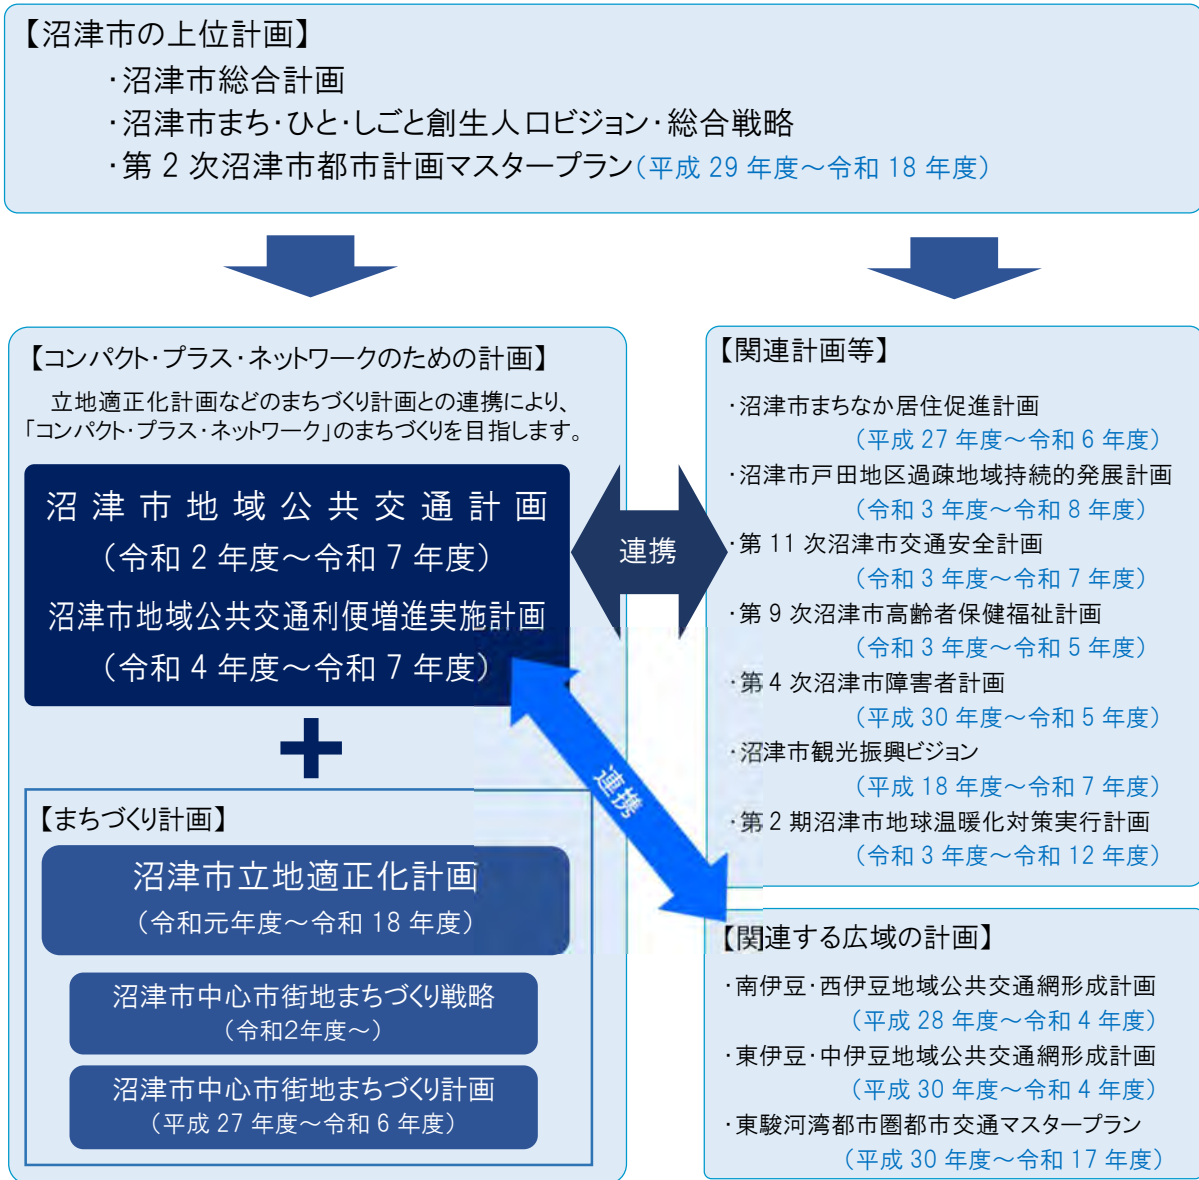 【沼津市の上位計画】
・沼津市総合計画
・沼津市まち・ひと・しごと創生人口ビジョン・総合戦略
・第 2 次沼津市都市計画マスタープラン(平成 29 年度～令和 18 年度)
【コンパクト・プラス・ネットワークのための計画】
立地適正化計画などのまちづくり計画との連携により、
「コンパクト・プラス・ネットワーク」のまちづくりを目指します。
沼津市地域公共交通計画
(令和 2 年度～令和 7 年度)
沼津市地域公共交通利便増進実施計画
(令和 4 年度～令和 7 年度)
【まちづくり計画】
沼津市立地適正化計画
(令和元年度～令和 18 年度)
沼津市中心市街地まちづくり戦略
(令和2年度～)
沼津市中心市街地まちづくり計画
(平成 27 年度～令和 6 年度)
連携
連携
【関連計画等】
・沼津市まちなか居住促進計画
(平成 27 年度～令和 6 年度)
・沼津市戸田地区過疎地域持続的発展計画
(令和 3 年度～令和 8 年度)
・第 11 次沼津市交通安全計画
(令和 3 年度～令和 7 年度)
・第 9 次沼津市高齢者保健福祉計画
(令和 3 年度～令和 5 年度)
・第 4 次沼津市障害者計画
(平成 30 年度～令和 5 年度)
・沼津市観光振興ビジョン
(平成 18 年度～令和 7 年度)
・第 2 期沼津市地球温暖化対策実行計画
(令和 3 年度～令和 12 年度)
【関連する広域の計画】
・南伊豆・西伊豆地域公共交通網形成計画
(平成 28 年度～令和 4 年度)
・東伊豆・中伊豆地域公共交通網形成計画
(平成 30 年度～令和 4 年度)
・東駿河湾都市圏都市交通マスタープラン
(平成 30 年度～令和 17 年度)